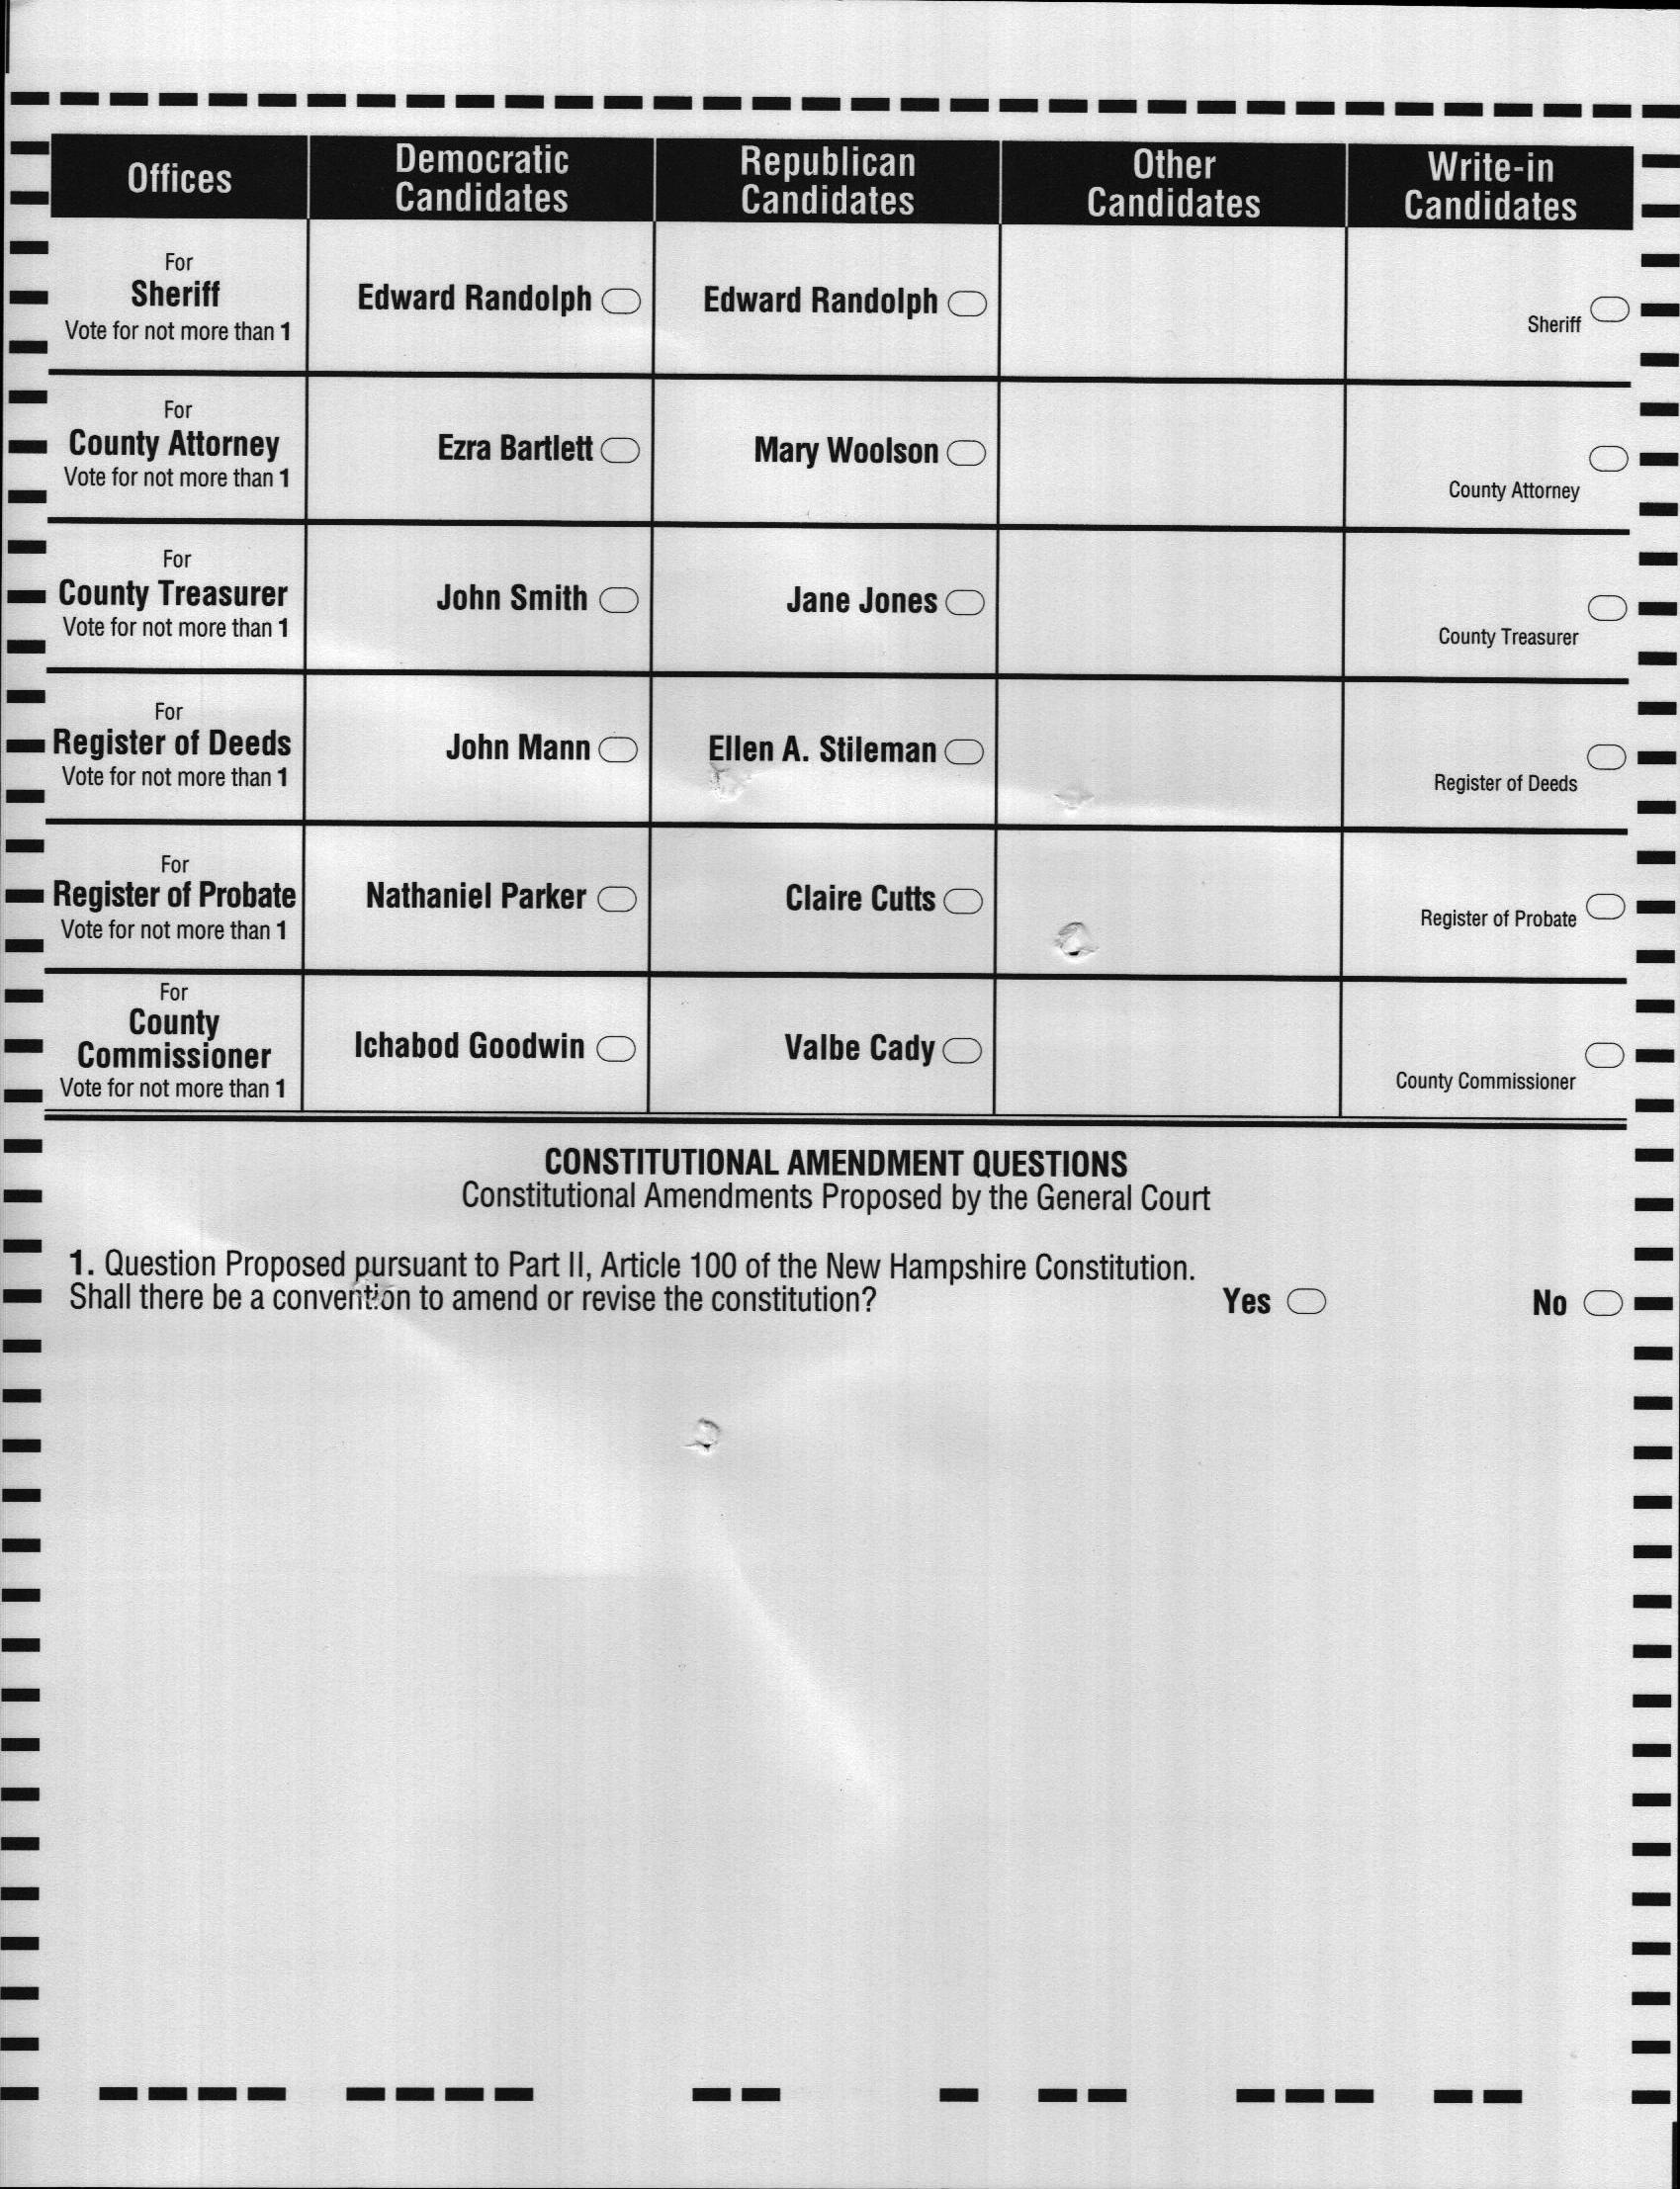 Offices
Democratic
Candidates
Republican
Candidates
Other
Candidates
Write-in
Candidates
For
Sheriff
Vote for not more than 1
Edward Randolph
Edward Randolph
Sheriff
For
County Attorney
Vote for not more than 1
Ezra Bartlett
Mary Woolson
County Attorney
For
County Treasurer
Vote for not more than 1
John Smith
Jane Jones
County Treasurer
For
Register of Deeds
Vote for not more than 1
John Mann
Ellen A. Stileman
Register of Deeds
For
Register of Probate
Vote for not more than 1
Nathaniel Parker
Claire Cutts
Register of Probate
For
County
Commissioner
Vote for not more than 1
Ichabod Goodwin
Valbe Cady
County Commissioner
CONSTITUTIONAL AMENDMENT QUESTIONS
Constitutional Amendments Proposed by the General Court
1. Question Proposed pursuant to Part II, Article 100 of the New Hampshire Constitution.
Shall there be a convention to amend or revise the constitution? Yes No